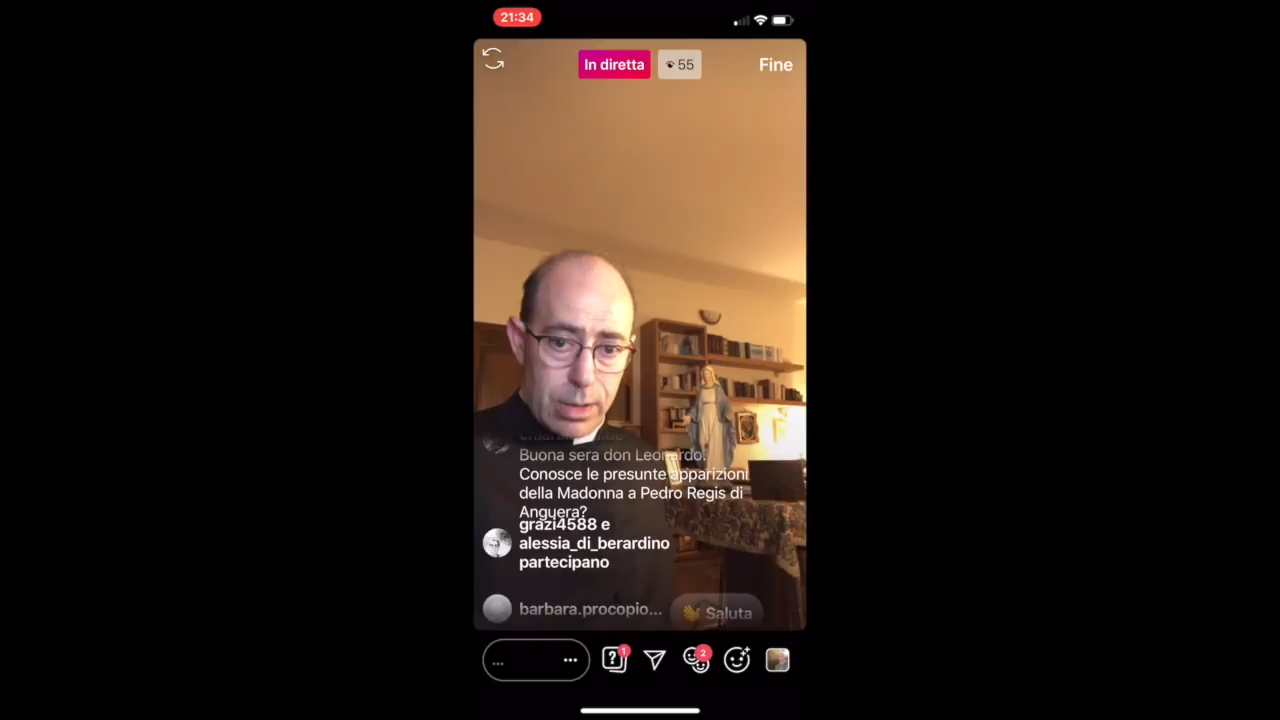 21:34
In diretta
55
Fine
Buona sera don Leonardo.
Conosce le presunte apparizioni
della Madonna a Pedro Regis di
Anguera?
grazi4588 e
alessia_di_berardino
partecipano
barbara.procopio...
👋 Saluta
...
1
2